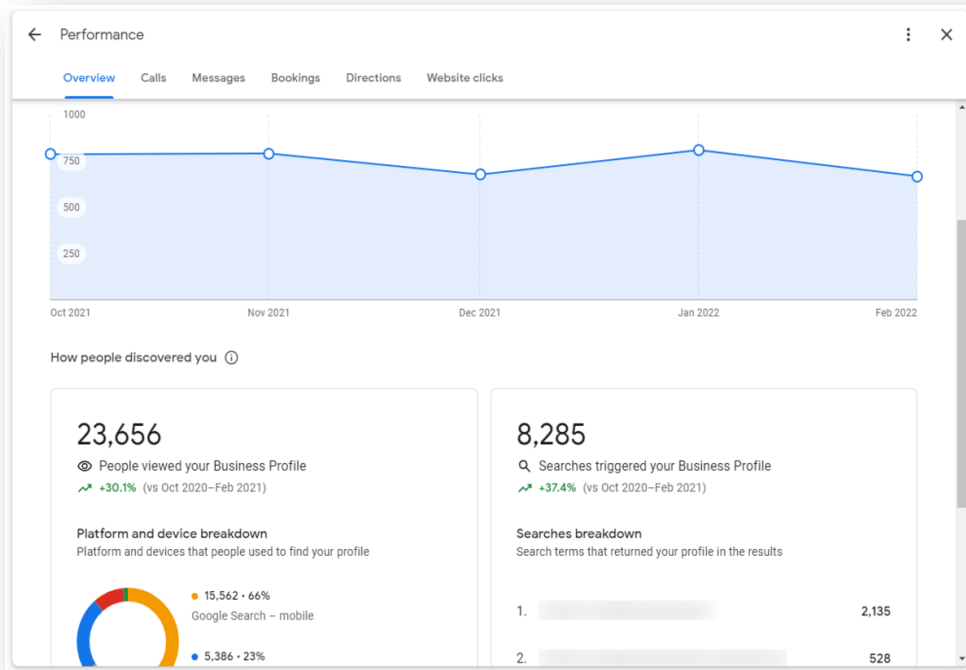 Performance
Overview Calls Messages Bookings Directions Website clicks
1000
750
500
250
Oct 2021 Nov 2021 Dec 2021 Jan 2022 Feb 2022
How people discovered you
23,656
People viewed your Business Profile
+30.1% (vs Oct 2020–Feb 2021)
Platform and device breakdown
Platform and devices that people used to find your profile
15,562 • 66%
Google Search – mobile
5,386 • 23%
8,285
Searches triggered your Business Profile
+37.4% (vs Oct 2020–Feb 2021)
Searches breakdown
Search terms that returned your profile in the results
1. 2,135
2. 528